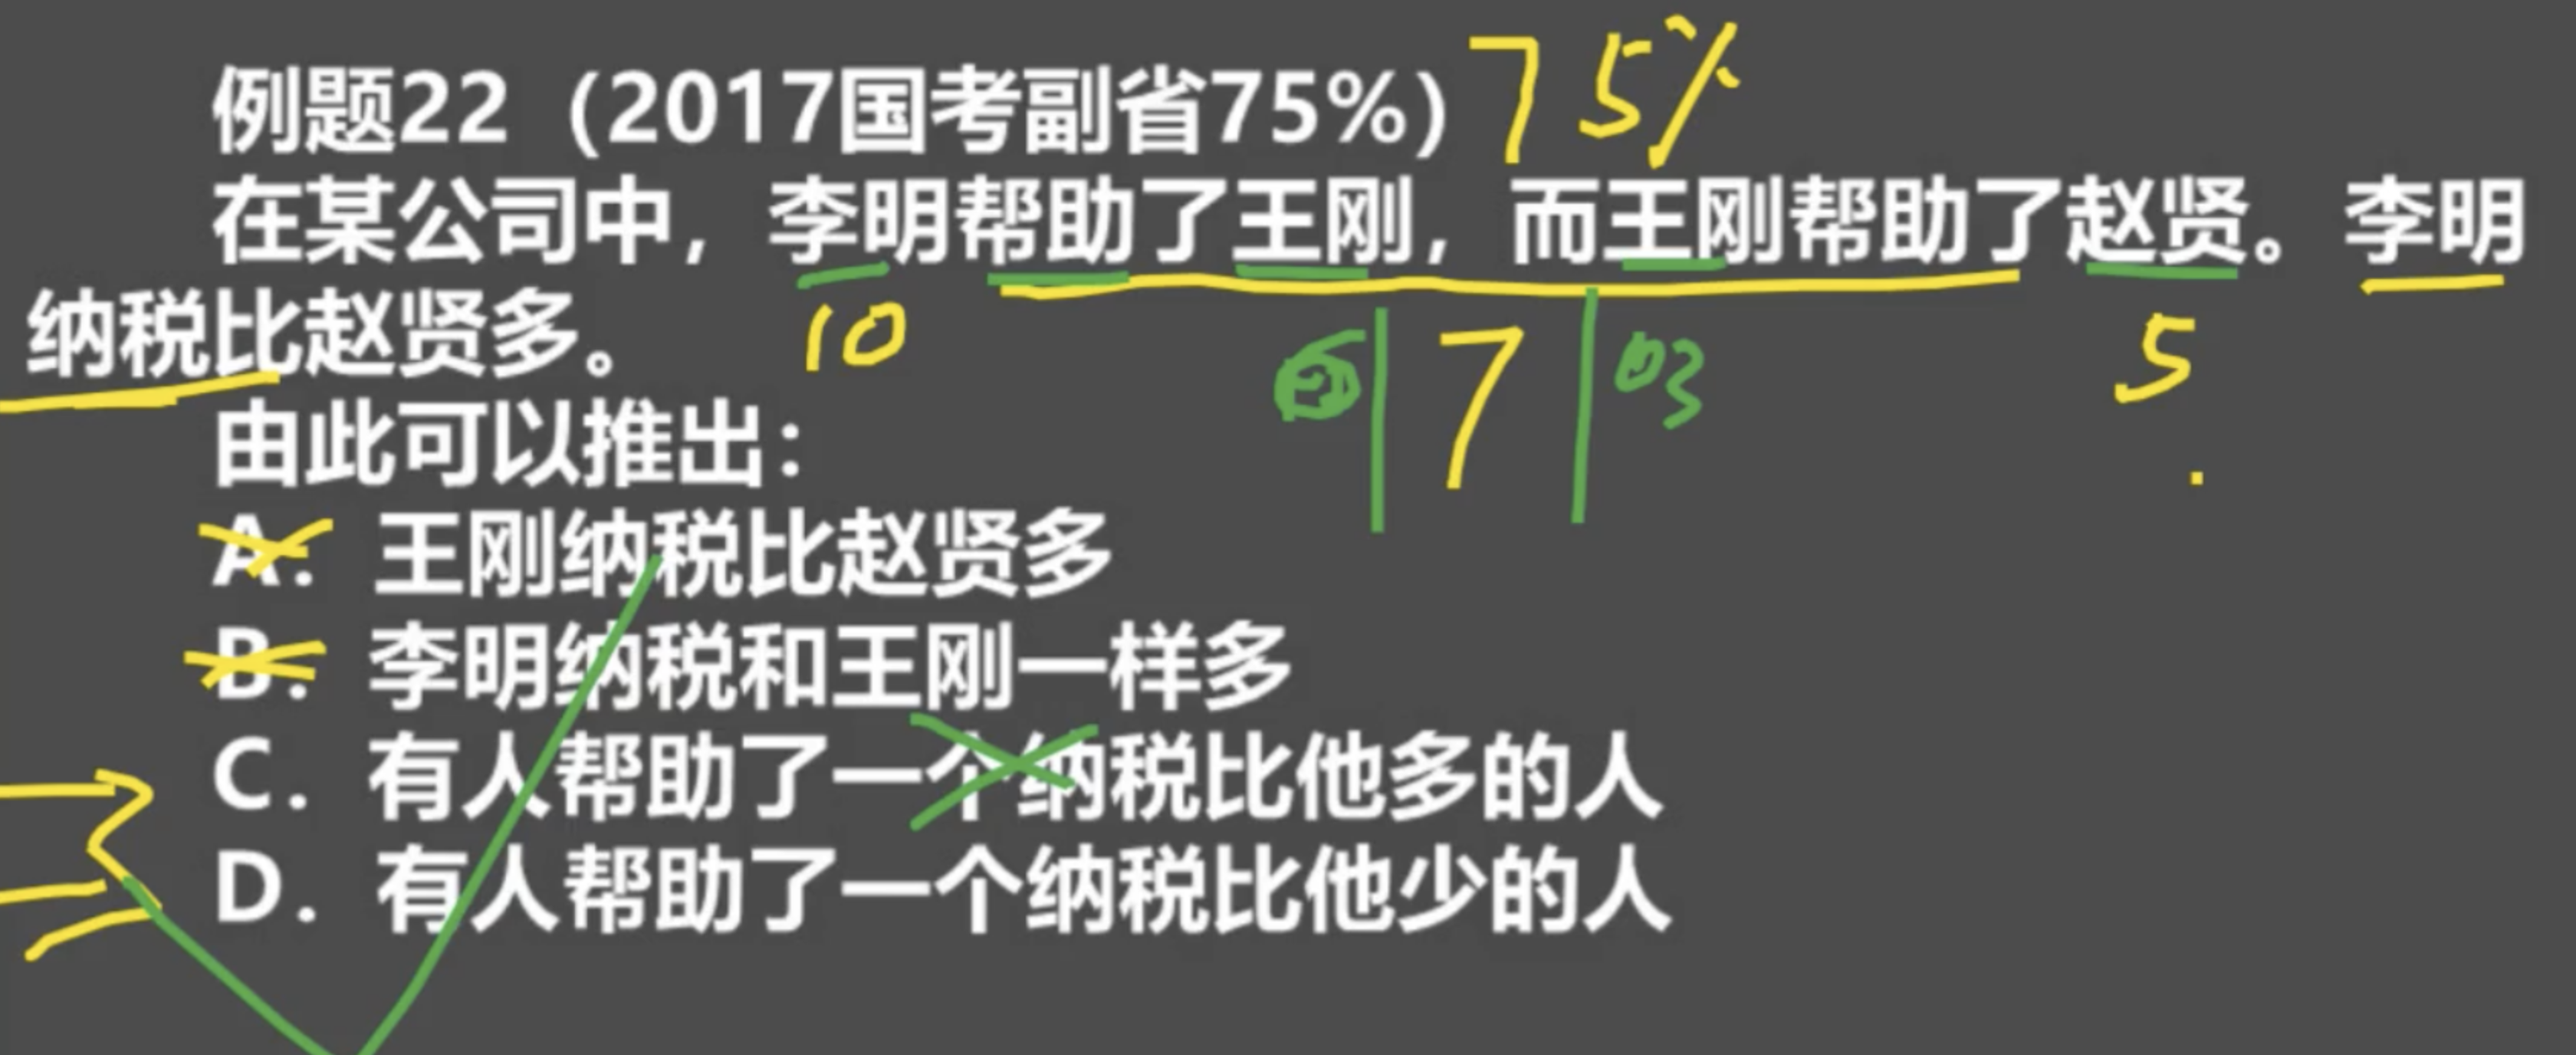 例题22（2017国考副省75%） 75%
在某公司中，李明帮助了王刚，而王刚帮助了赵贤。李明
纳税比赵贤多。
10
7
03
5
由此可以推出：
A. 王刚纳税比赵贤多
B. 李明纳税和王刚一样多
C. 有人帮助了一个纳税比他多的人
D. 有人帮助了一个纳税比他少的人